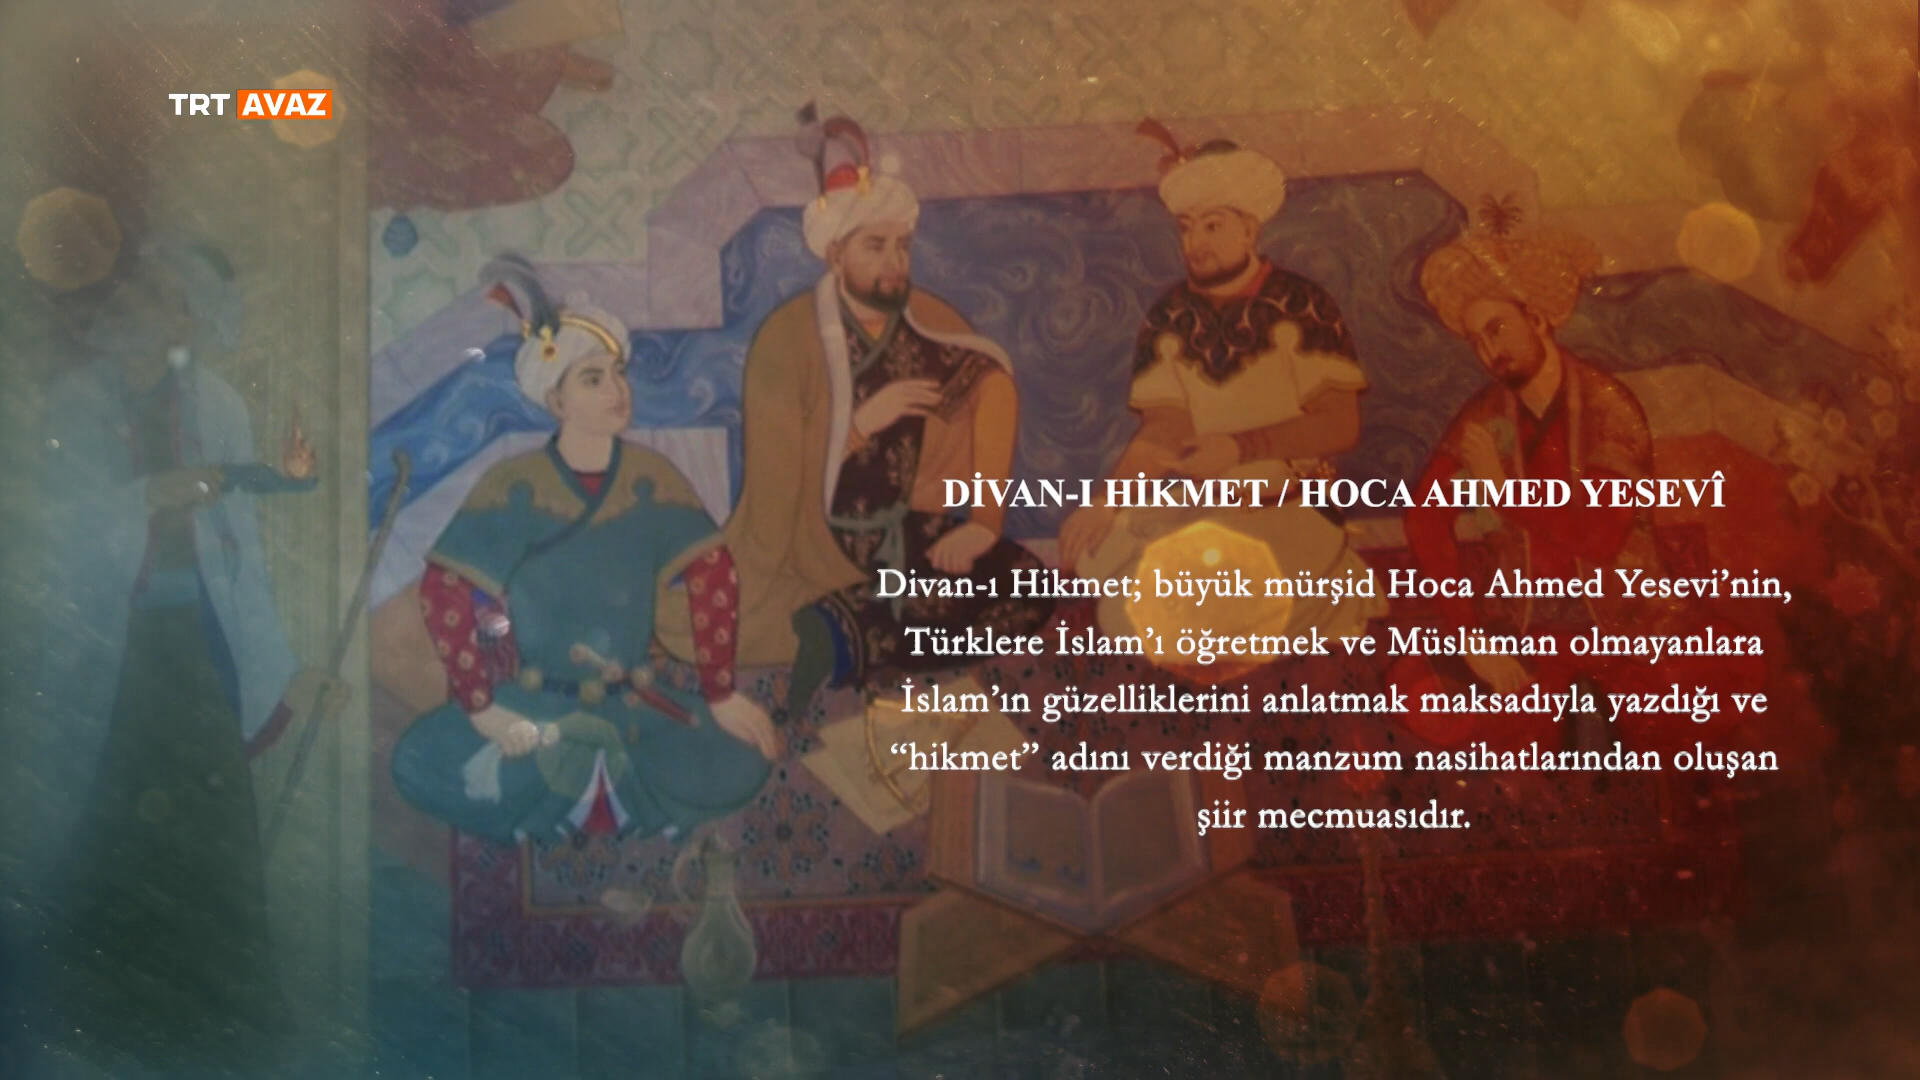 TRT AVAZ
DİVAN-I HİKMET / HOCA AHMED YESEVÎ
Divan-ı Hikmet; büyük mürşid Hoca Ahmed Yesevi’nin,
Türklere İslam’ı öğretmek ve Müslüman olmayanlara
İslam’ın güzelliklerini anlatmak maksadıyla yazdığı ve
“hikmet” adını verdiği manzum nasihatlarından oluşan
şiir mecmuasıdır.